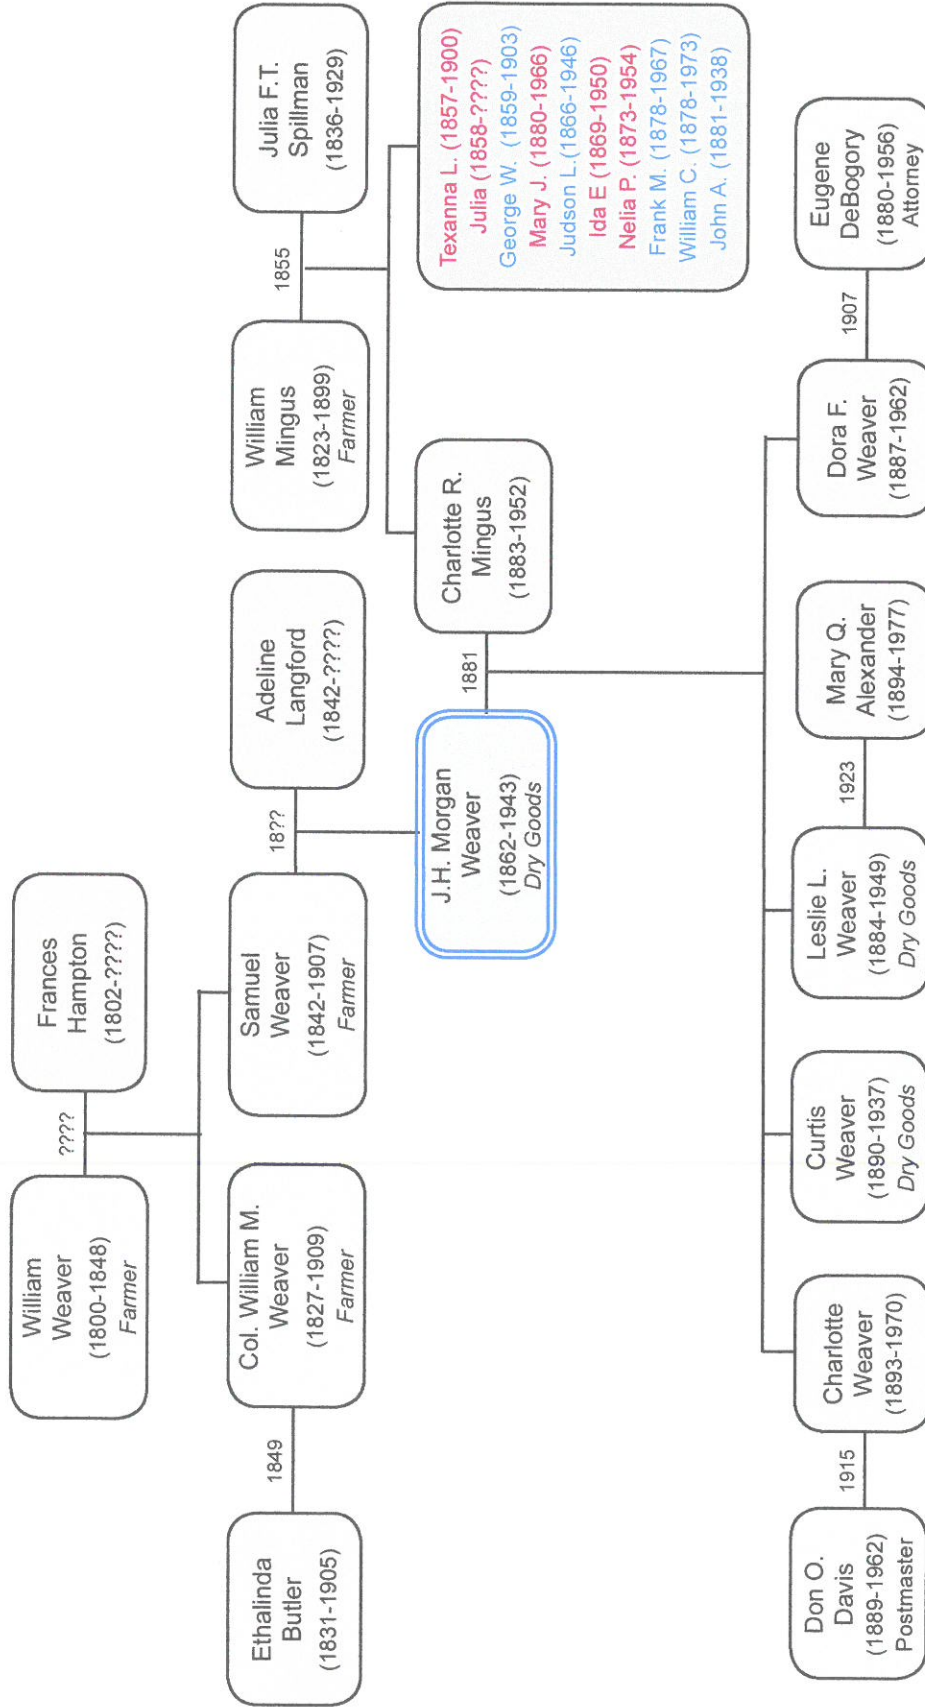 William
Weaver
(1800-1848)
Farmer
????
Frances
Hampton
(1802-????)
Ethalinda
Butler
(1831-1905)
1849
Col. William M.
Weaver
(1827-1909)
Farmer
Samuel
Weaver
(1842-1907)
Farmer
18??
Adeline
Langford
(1842-????)
William
Mingus
(1823-1899)
Farmer
1855
Julia F.T.
Spillman
(1836-1929)
J.H. Morgan
Weaver
(1862-1943)
Dry Goods
1881
Charlotte R.
Mingus
(1883-1952)
Texanna L. (1857-1900)
Julia (1858-????)
George W. (1859-1903)
Mary J. (1880-1966)
Judson L.(1866-1946)
Ida E (1869-1950)
Nelia P. (1873-1954)
Frank M. (1878-1967)
William C. (1878-1973)
John A. (1881-1938)
Don O.
Davis
(1889-1962)
Postmaster
1915
Charlotte
Weaver
(1893-1970)
Curtis
Weaver
(1890-1937)
Dry Goods
Leslie L.
Weaver
(1884-1949)
Dry Goods
1923
Mary Q.
Alexander
(1894-1977)
Dora F.
Weaver
(1887-1962)
1907
Eugene
DeBogory
(1880-1956)
Attorney